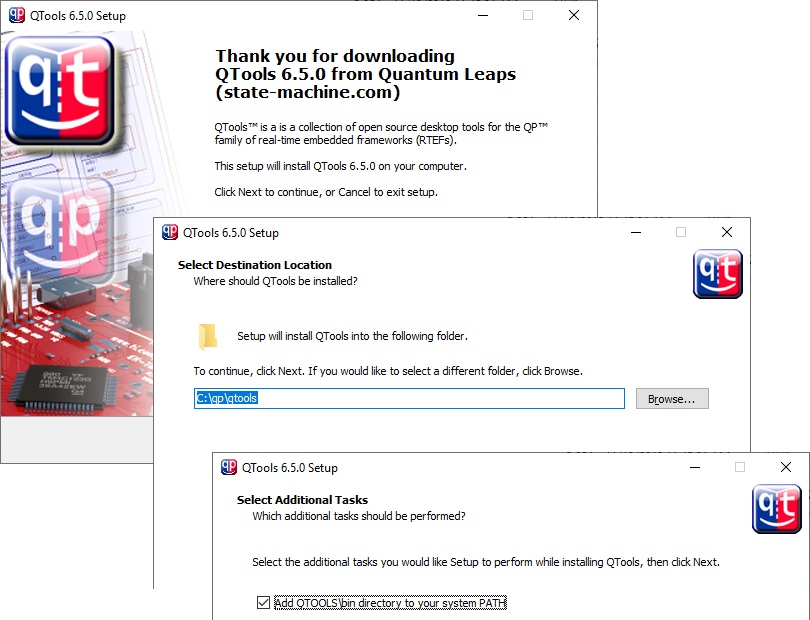 QTools 6.5.0 Setup
qt
Thank you for downloading
QTools 6.5.0 from Quantum Leaps
(state-machine.com)
QTools™ is a is a collection of open source desktop tools for the QP™
family of real-time embedded frameworks (RTEFs).
This setup will install QTools 6.5.0 on your computer.
Click Next to continue, or Cancel to exit setup.
qp
QTools 6.5.0 Setup
Select Destination Location
Where should QTools be installed?
qt
Setup will install QTools into the following folder.
To continue, click Next. If you would like to select a different folder, click Browse.
C:\qp\qtools
Browse...
QTools 6.5.0 Setup
Select Additional Tasks
Which additional tasks should be performed?
qt
Select the additional tasks you would like Setup to perform while installing QTools, then click Next.
Add QTOOLS\bin directory to your system PATH